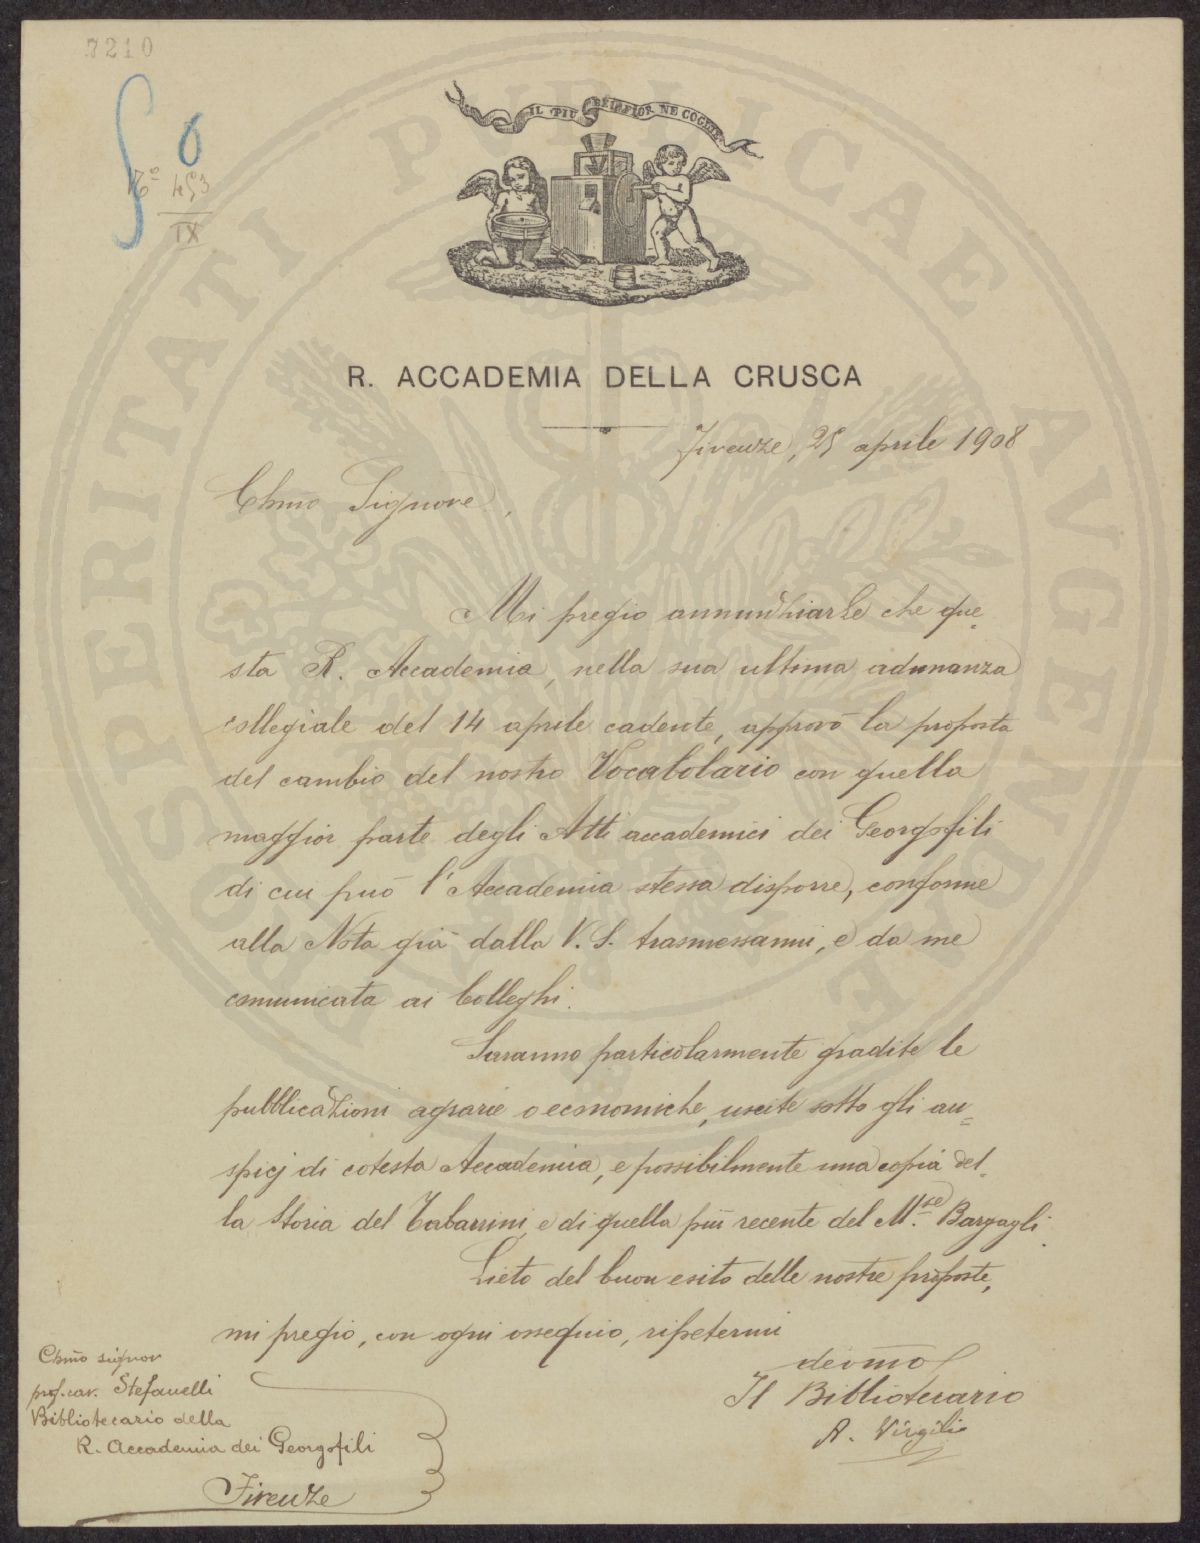 7210
IL PIÙ BEL FIOR NE COGLIE
R. ACCADEMIA DELLA CRUSCA
Firenze, 25 aprile 1908
Chmo Signore,
Mi pregio annunziarLe che que=
sta R. Accademia, nella sua ultima adunanza
collegiale del 14 aprile cadente, approvò la proposta
del cambio del nostro Vocabolario con quella
maggior parte degli Atti accademici dei Georgofili
di cui può l'Accademia stessa disporre, conforme
alla Nota già dalla V. S. trasmessami, e da me
comunicata ai Colleghi.
Saranno particolarmente gradite le
pubblicazioni agrarie o economiche, uscite sotto gli au=
spicj di cotesta Accademia, e possibilmente una copia del=
la Storia del Tabarrini e di quella più recente del M.se Bargagli.
Lieto del buon esito delle nostre proposte,
mi pregio, con ogni ossequio, ripetermi
devmo
Il Bibliotecario
A. Virgili
Chmo signor
prof. cav. Stefanelli
Bibliotecario della
R. Accademia dei Georgofili
Firenze
PROSPERITATI PUBLICAE AVGENDAE